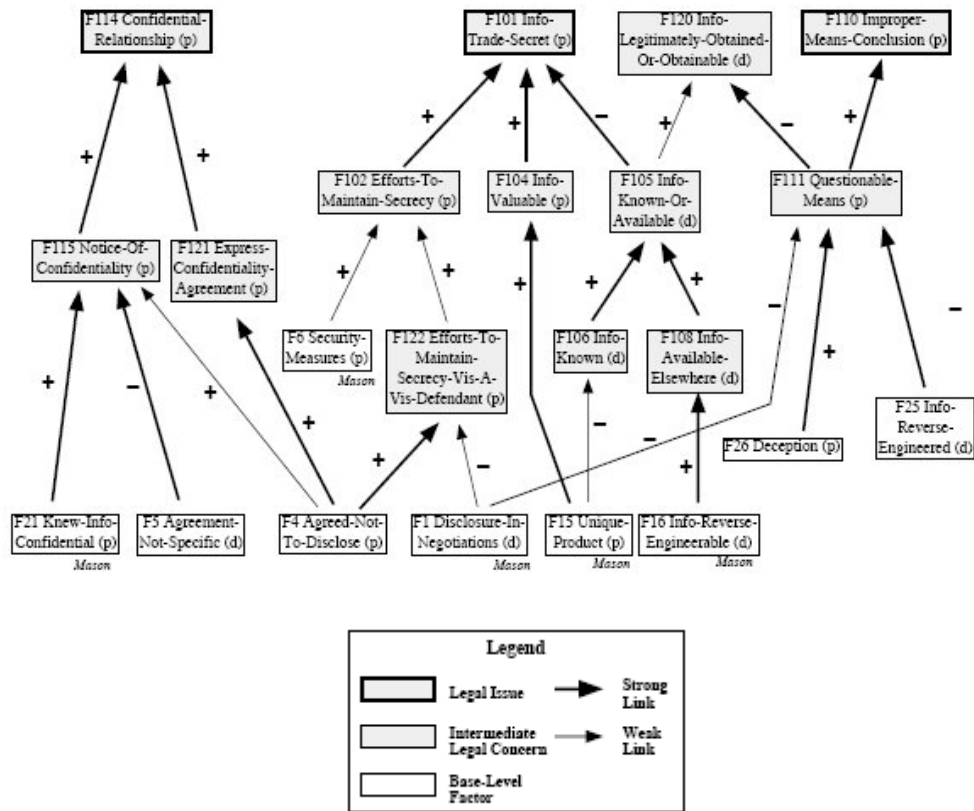 F114 Confidential-
Relationship (p)
F101 Info-
Trade-Secret (p)
F120 Info-
Legitimately-Obtained-
Or-Obtainable (d)
F110 Improper-
Means-Conclusion (p)
+
+
+
+
–
+
–
+
F102 Efforts-To-
Maintain-Secrecy (p)
F104 Info-
Valuable (p)
F105 Info-
Known-Or-
Available (d)
F111 Questionable-
Means (p)
F115 Notice-Of-
Confidentiality (p)
F121 Express-
Confidentiality-
Agreement (p)
+
+
+
+
+
–
–
F6 Security-
Measures (p)
Mason
F122 Efforts-To-
Maintain-
Secrecy-Vis-A-
Vis-Defendant (p)
F106 Info-
Known (d)
F108 Info-
Available-
Elsewhere (d)
+
F26 Deception (p)
F25 Info-
Reverse-
Engineered (d)
+
–
+
+
+
–
–
–
+
F21 Knew-Info-
Confidential (p)
Mason
F5 Agreement-
Not-Specific (d)
F4 Agreed-Not-
To-Disclose (p)
F1 Disclosure-In-
Negotiations (d)
Mason
F15 Unique-
Product (p)
Mason
F16 Info-Reverse-
Engineerable (d)
Mason
Legend
Legal Issue
Strong
Link
Intermediate
Legal Concern
Weak
Link
Base-Level
Factor